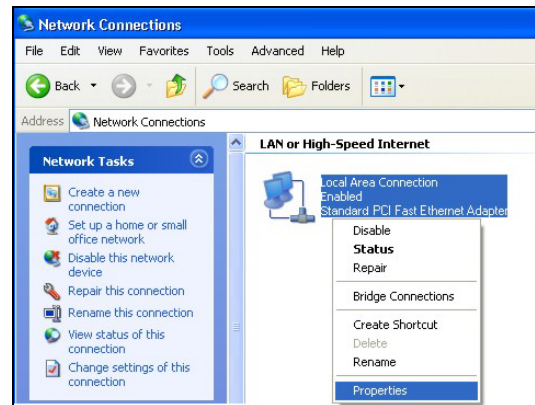 Network Connections
File Edit View Favorites Tools Advanced Help
Back Search Folders
Address Network Connections
Network Tasks
Create a new
connection
Set up a home or small
office network
Disable this network
device
Repair this connection
Rename this connection
View status of this
connection
Change settings of this
connection
LAN or High-Speed Internet
Local Area Connection
Enabled
Standard PCI Fast Ethernet Adapter
Disable
Status
Repair
Bridge Connections
Create Shortcut
Delete
Rename
Properties